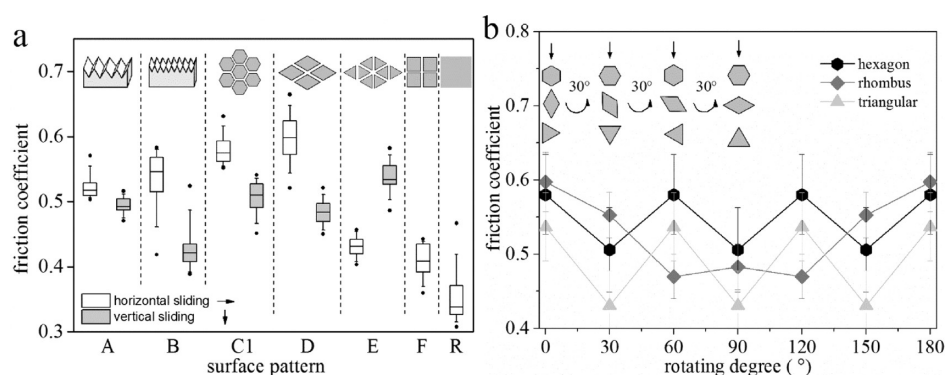 a
0.7
0.6
0.5
0.4
0.3
friction coefficient
horizontal sliding
vertical sliding
A B C1 D E F R
surface pattern
b
0.8
0.7
0.6
0.5
0.4
friction coefficient
30° 30° 30°
hexagon
rhombus
triangular
0 30 60 90 120 150 180
rotating degree ( °)